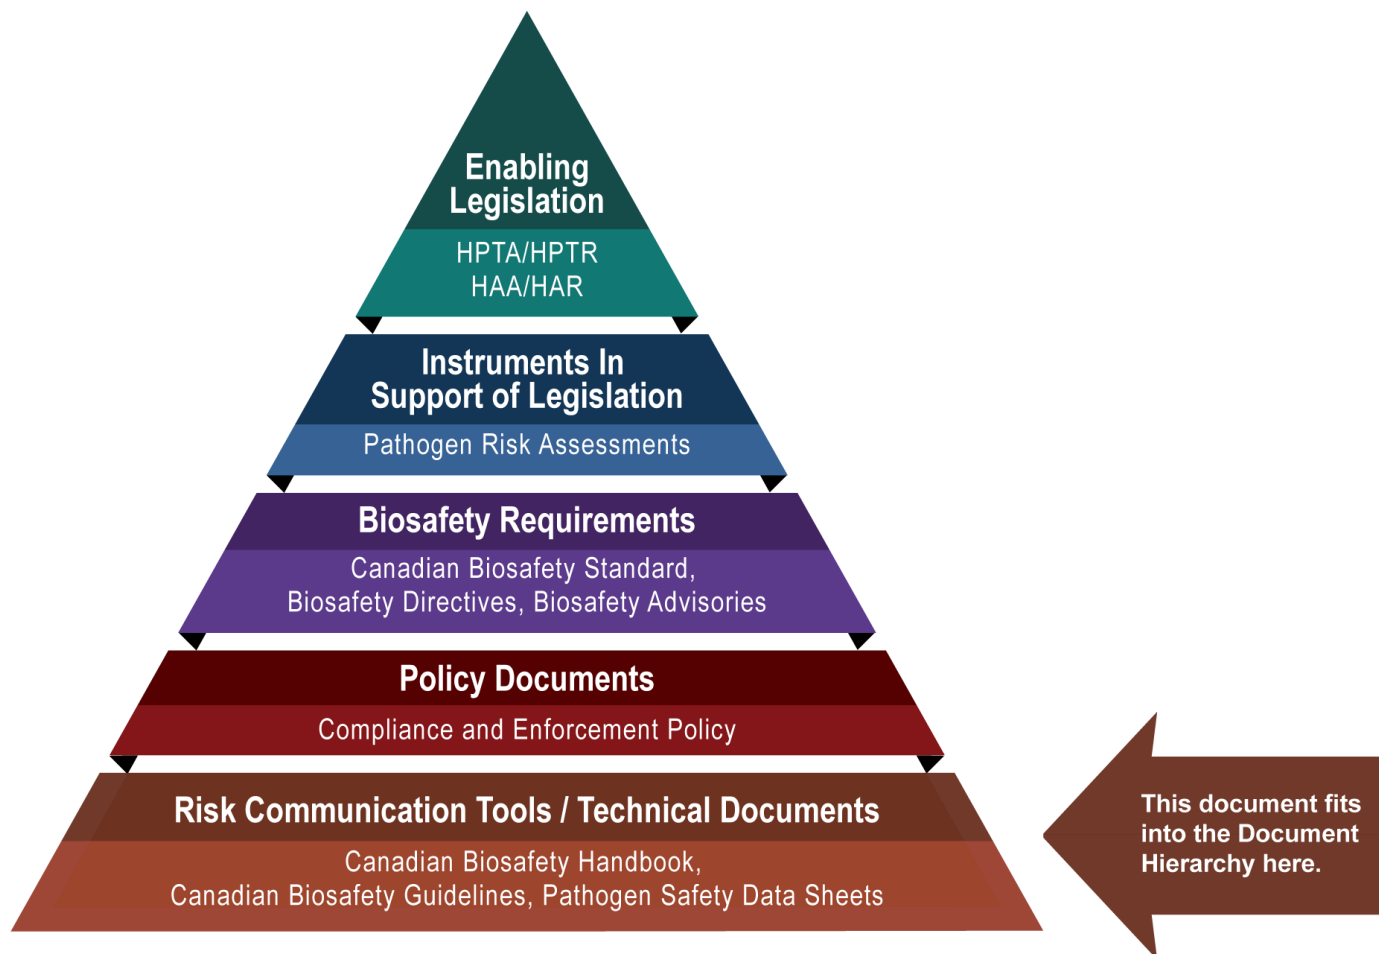 Enabling
Legislation
HPTA/HPTR
HAA/HAR
Instruments In
Support of Legislation
Pathogen Risk Assessments
Biosafety Requirements
Canadian Biosafety Standard,
Biosafety Directives, Biosafety Advisories
Policy Documents
Compliance and Enforcement Policy
Risk Communication Tools / Technical Documents
Canadian Biosafety Handbook,
Canadian Biosafety Guidelines, Pathogen Safety Data Sheets
This document fits
into the Document
Hierarchy here.